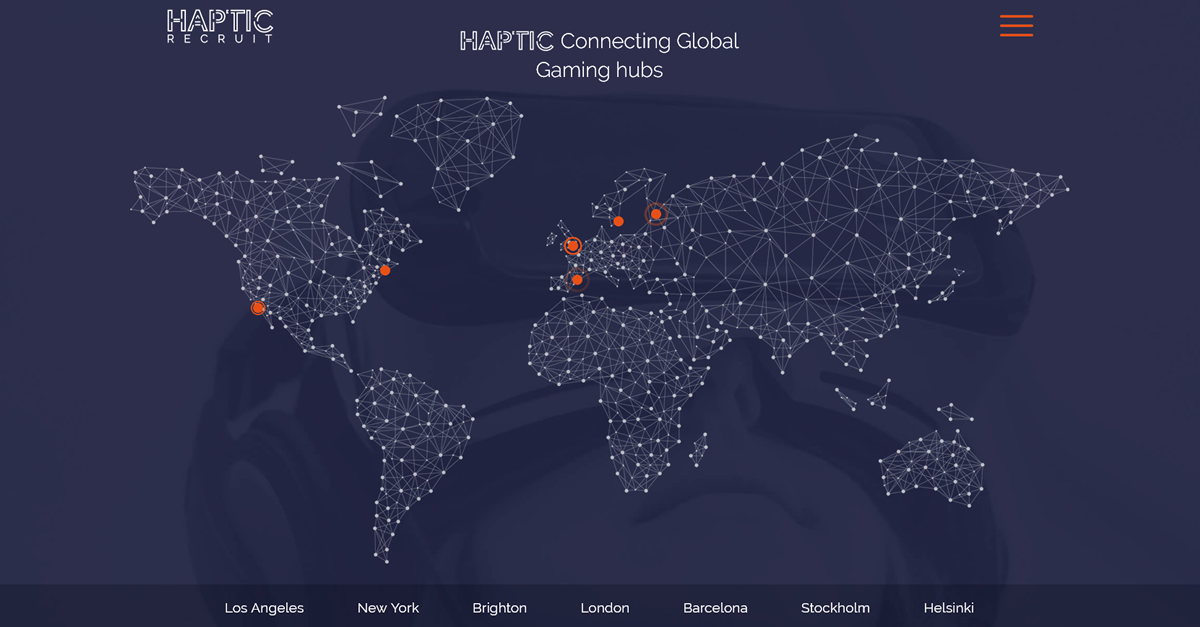 HAPTIC
RECRUIT
HAPTIC Connecting Global
Gaming hubs
Los Angeles New York Brighton London Barcelona Stockholm Helsinki